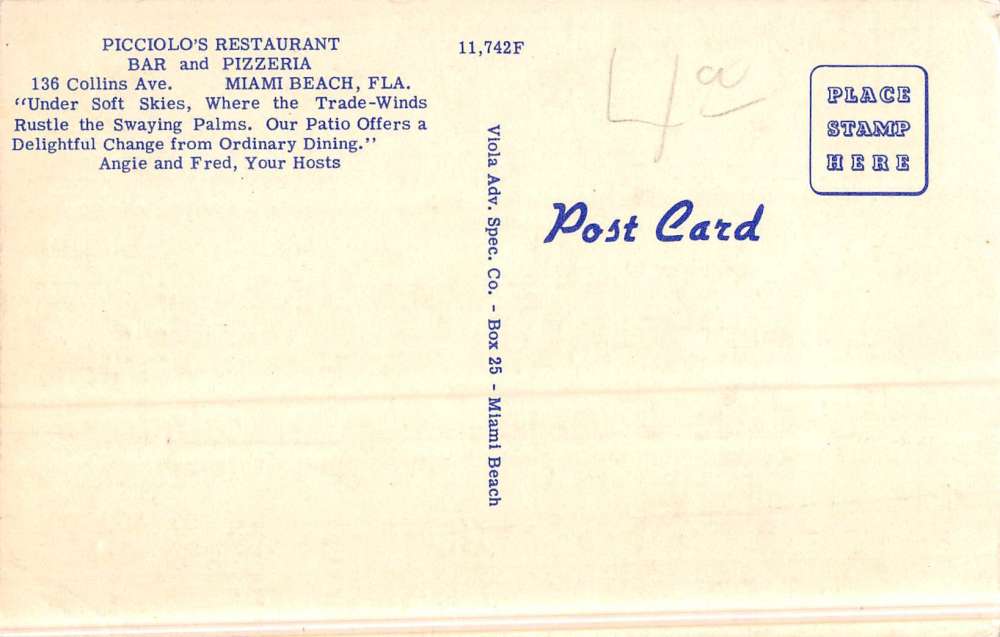 PICCIOLO'S RESTAURANT
BAR and PIZZERIA
136 Collins Ave. MIAMI BEACH, FLA.
"Under Soft Skies, Where the Trade-Winds
Rustle the Swaying Palms. Our Patio Offers a
Delightful Change from Ordinary Dining."
Angie and Fred, Your Hosts
11,742F
Viola Adv. Spec. Co. - Box 25 - Miami Beach
4a
Post Card
PLACE
STAMP
HERE